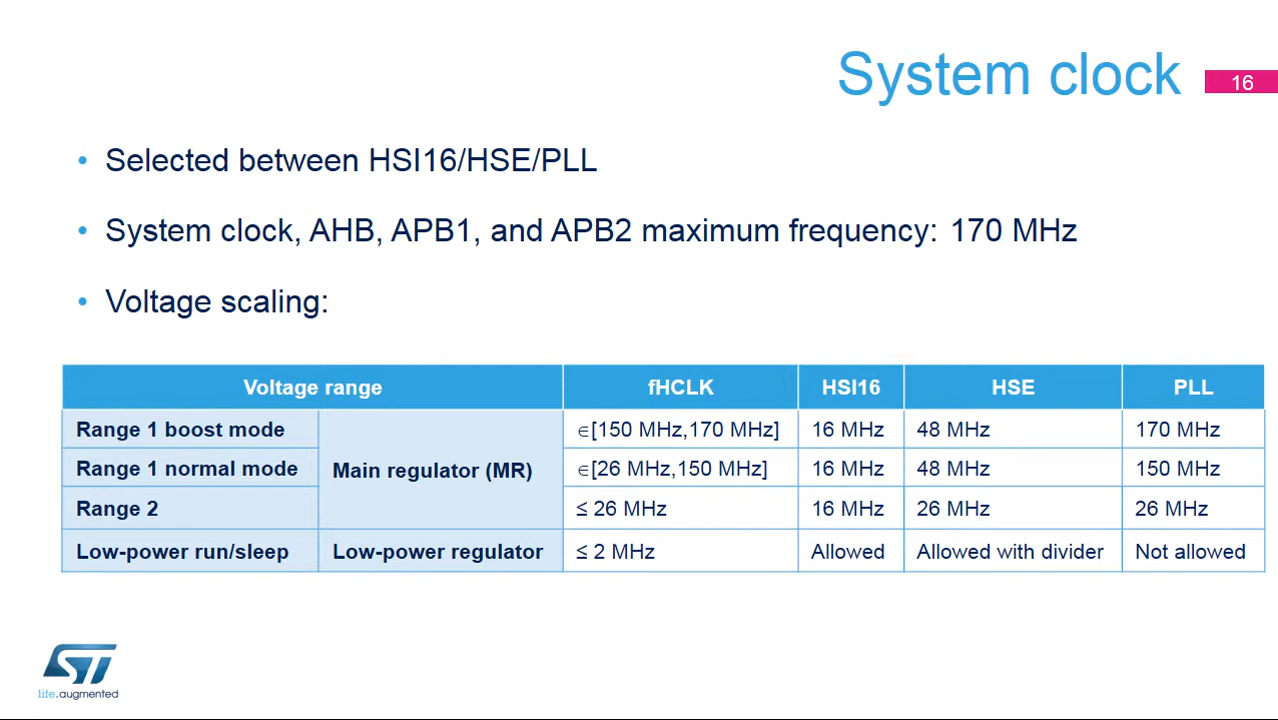 System clock
16
• Selected between HSI16/HSE/PLL
• System clock, AHB, APB1, and APB2 maximum frequency: 170 MHz
• Voltage scaling:
Voltage range fHCLK HSI16 HSE PLL
Range 1 boost mode ∈[150 MHz,170 MHz] 16 MHz 48 MHz 170 MHz
Range 1 normal mode Main regulator (MR) ∈[26 MHz,150 MHz] 16 MHz 48 MHz 150 MHz
Range 2 ≤ 26 MHz 16 MHz 26 MHz 26 MHz
Low-power run/sleep Low-power regulator ≤ 2 MHz Allowed Allowed with divider Not allowed
ST
life.augmented